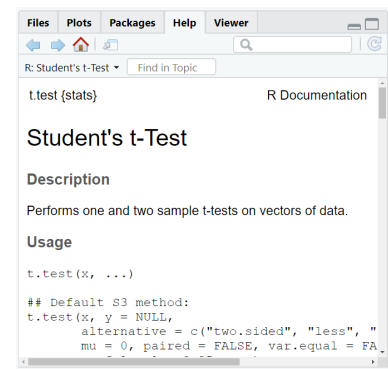 Files Plots Packages Help Viewer
R: Student's t-Test Find in Topic
t.test {stats} R Documentation
Student's t-Test
Description
Performs one and two sample t-tests on vectors of data.
Usage
t.test(x, ...)
## Default S3 method:
t.test(x, y = NULL,
alternative = c("two.sided", "less", "
mu = 0, paired = FALSE, var.equal = FA